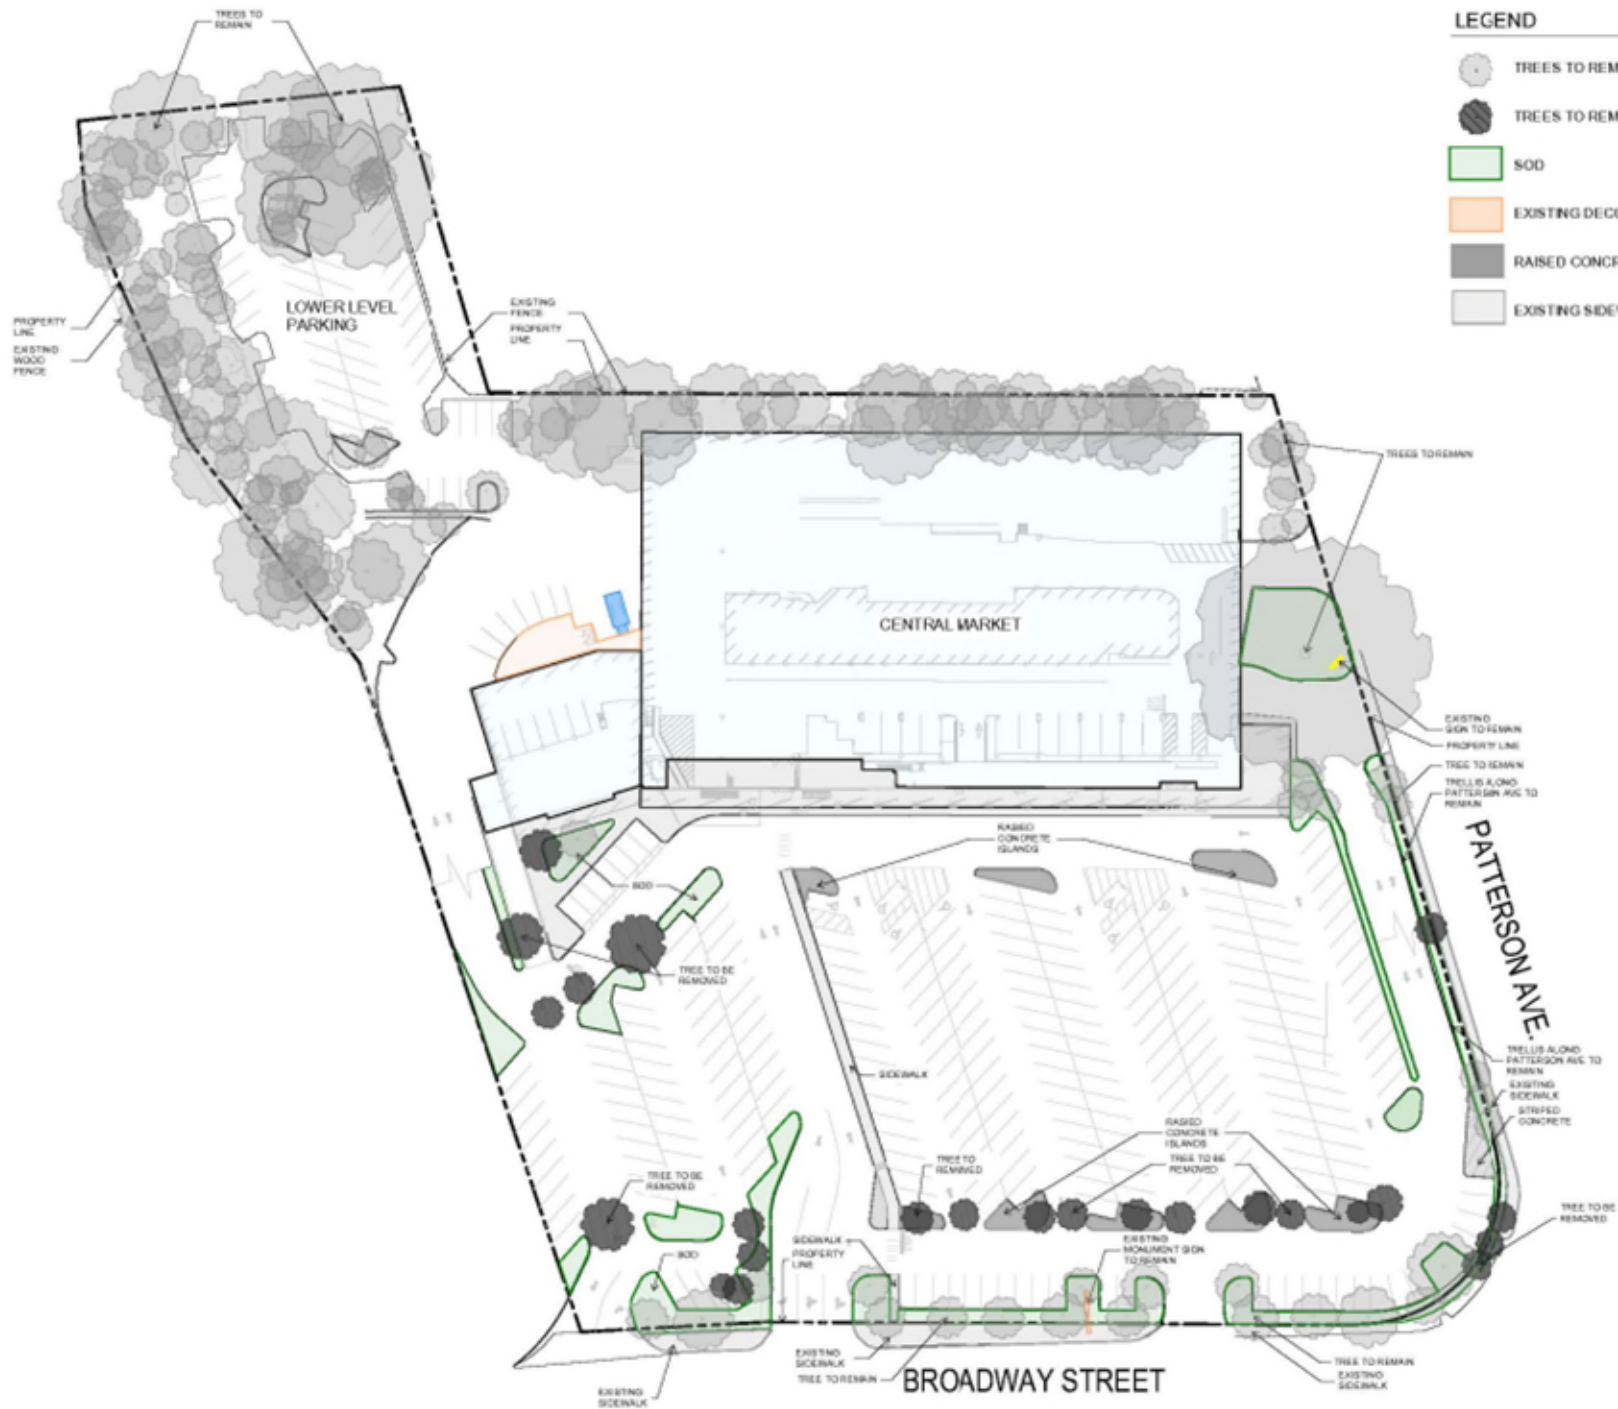 TREES TO
REMAIN
LEGEND
TREES TO REM
TREES TO REM
SOD
EXISTING DECO
RAISED CONCR
EXISTING SIDE
LOWER LEVEL
PARKING
PROPERTY
LINE
EXISTING
WOOD
FENCE
EXISTING
FENCE
PROPERTY
LINE
TREES TO REMAIN
CENTRAL MARKET
EXISTING
SIGN TO REMAIN
PROPERTY LINE
TREE TO REMAIN
TRELLIS ALONG
PATTERSON AVE TO
REMAIN
PATTERSON AVE.
RAISED
CONCRETE
ISLANDS
SOD
TREE TO BE
REMOVED
SIDEWALK
TRELLIS ALONG
PATTERSON AVE TO
REMAIN
EXISTING
SIDEWALK
STRIPED
CONCRETE
RASIED
CONCRETE
ISLANDS
TREE TO BE
REMOVED
TREE TO
REMOVED
TREE TO BE
REMOVED
TREE TO BE
REMOVED
SOD
SIDEWALK
PROPERTY
LINE
EXISTING
MONUMENT SIGN
TO REMAIN
EXISTING
SIDEWALK
TREE TO REMAIN
BROADWAY STREET
TREE TO REMAIN
EXISTING
SIDEWALK
EXISTING
SIDEWALK